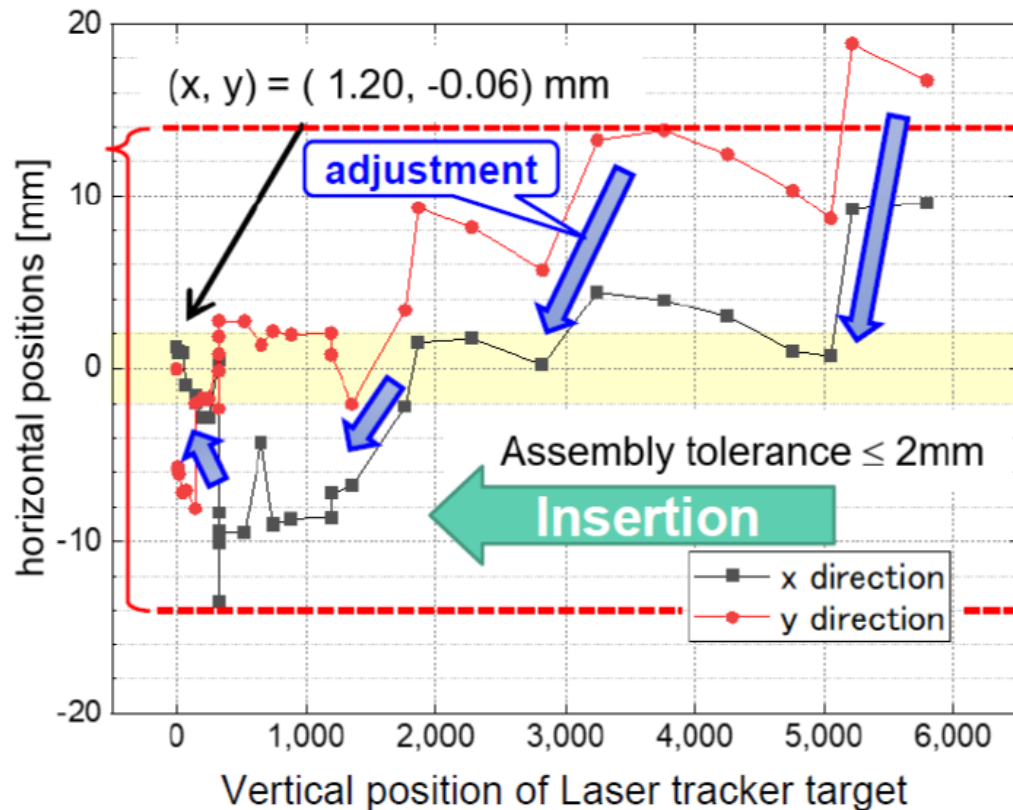 20
(x, y) = ( 1.20, -0.06) mm
adjustment
10
horizontal positions [mm]
0
Assembly tolerance ≤ 2mm
Insertion
-10
x direction
y direction
-20
0
1,000
2,000
3,000
4,000
5,000
6,000
Vertical position of Laser tracker target